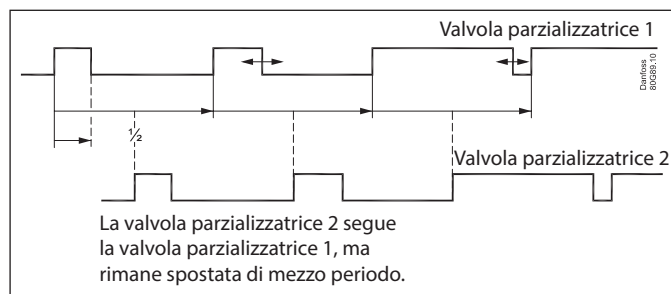 Valvola parzializzatrice 1
Danfoss
80G89.10
½
Valvola parzializzatrice 2
La valvola parzializzatrice 2 segue
la valvola parzializzatrice 1, ma
rimane spostata di mezzo periodo.